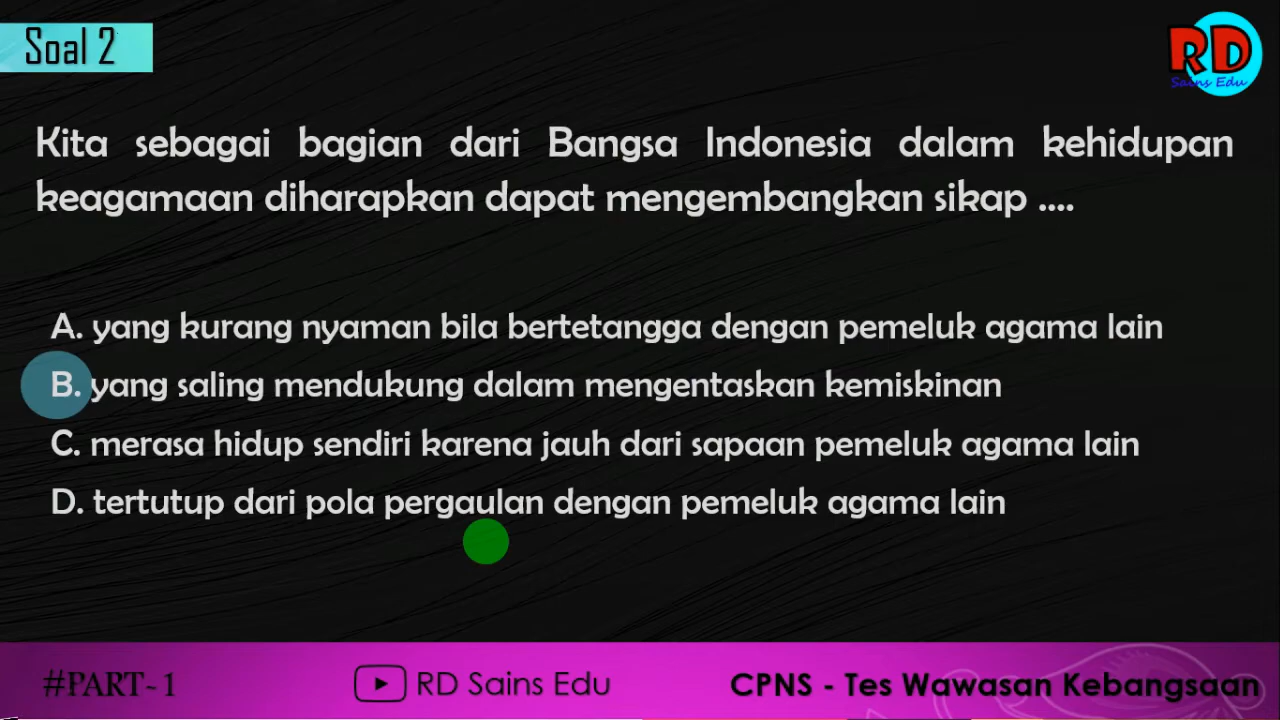 Soal 2
RD
Sains Edu
Kita sebagai bagian dari Bangsa Indonesia dalam kehidupan
keagamaan diharapkan dapat mengembangkan sikap ....
A. yang kurang nyaman bila bertetangga dengan pemeluk agama lain
B. yang saling mendukung dalam mengentaskan kemiskinan
C. merasa hidup sendiri karena jauh dari sapaan pemeluk agama lain
D. tertutup dari pola pergaulan dengan pemeluk agama lain
#PART-1
RD Sains Edu
CPNS - Tes Wawasan Kebangsaan